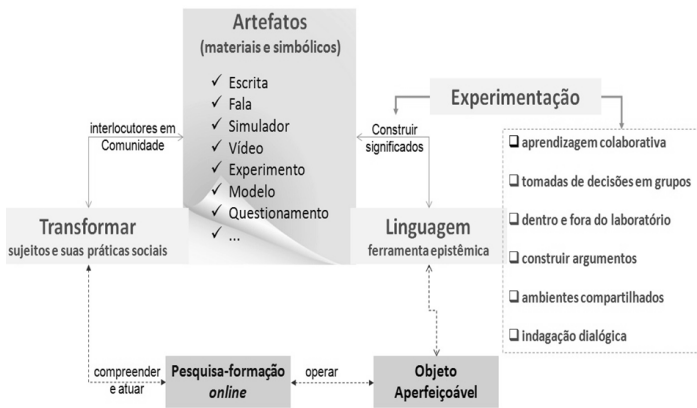 Artefatos
(materiais e simbólicos)
✓ Escrita
✓ Fala
✓ Simulador
✓ Vídeo
✓ Experimento
✓ Modelo
✓ Questionamento
✓ ...
interlocutores em
Comunidade
Construir
significados
Experimentação
❑ aprendizagem colaborativa
❑ tomadas de decisões em grupos
❑ dentro e fora do laboratório
❑ construir argumentos
❑ ambientes compartilhados
❑ indagação dialógica
Transformar
sujeitos e suas práticas sociais
Linguagem
ferramenta epistêmica
compreender
e atuar
Pesquisa-formação
online
operar
Objeto
Aperfeiçoável